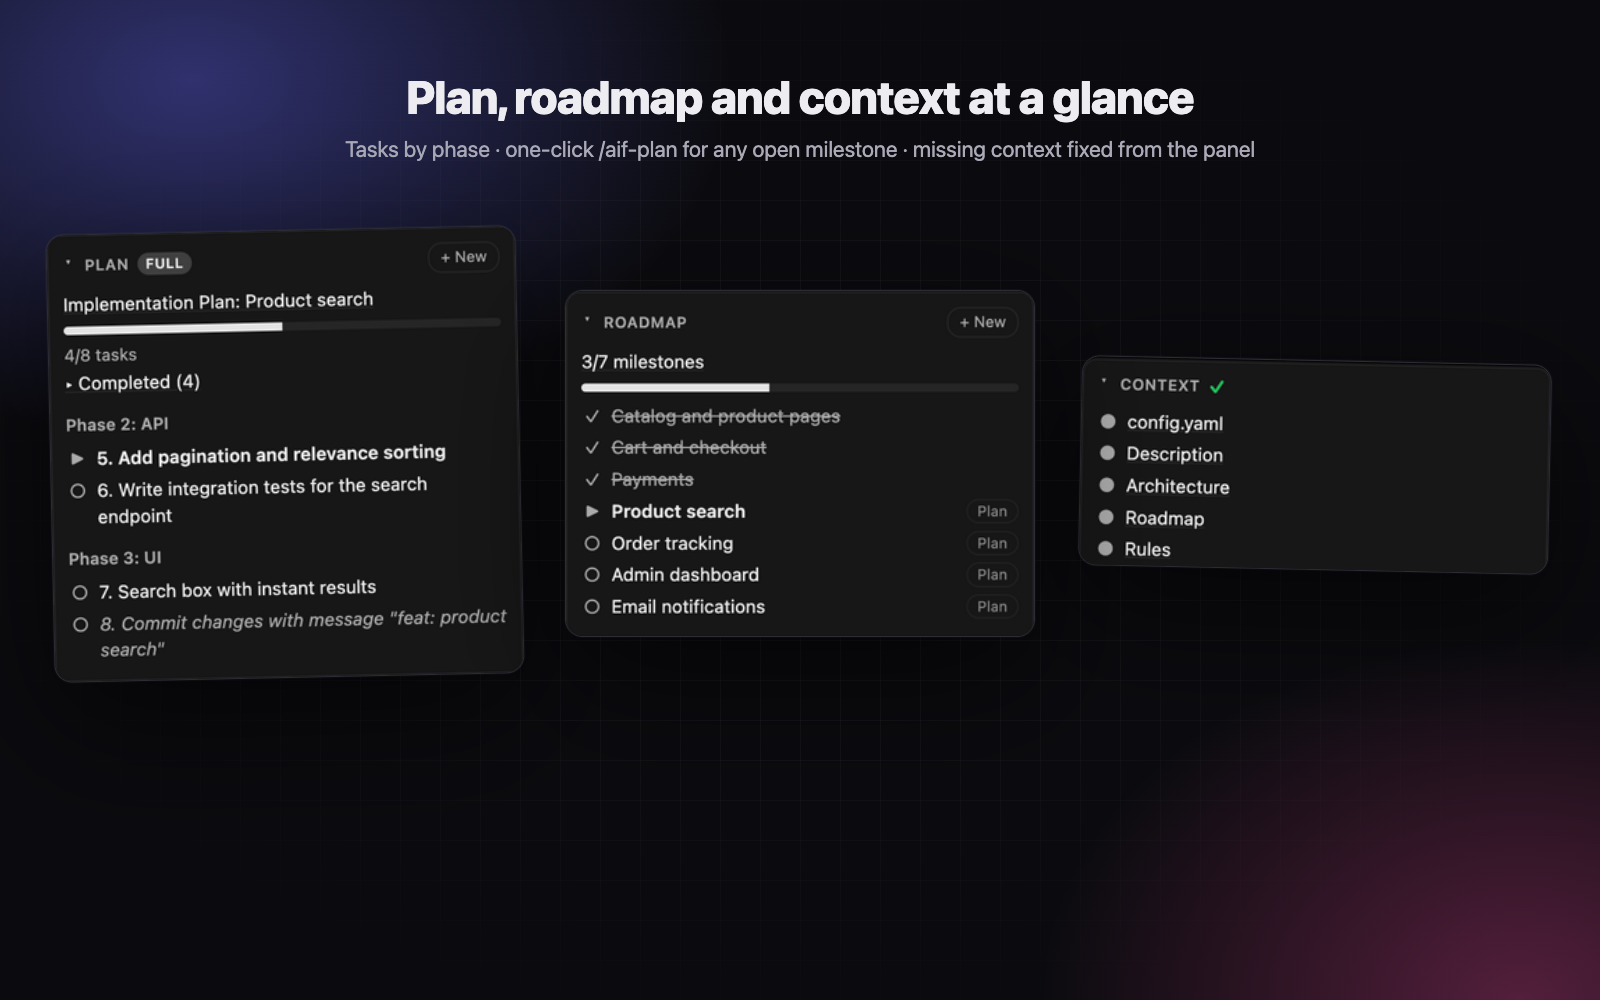 Plan, roadmap and context at a glance
Tasks by phase · one-click /aif-plan for any open milestone · missing context fixed from the panel
PLAN FULL + New
Implementation Plan: Product search
4/8 tasks
Completed (4)
Phase 2: API
5. Add pagination and relevance sorting
6. Write integration tests for the search
endpoint
Phase 3: UI
7. Search box with instant results
8. Commit changes with message "feat: product
search"
ROADMAP + New
3/7 milestones
Catalog and product pages
Cart and checkout
Payments
Product search Plan
Order tracking Plan
Admin dashboard Plan
Email notifications Plan
CONTEXT
config.yaml
Description
Architecture
Roadmap
Rules